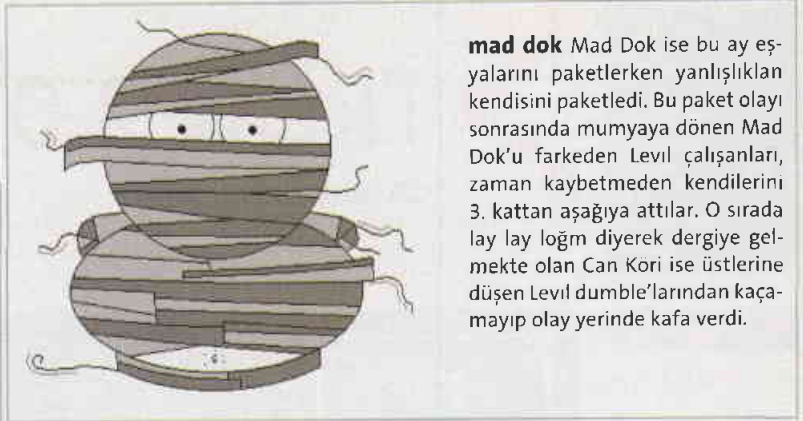 mad dok Mad Dok ise bu ay eş-
yalarını paketlerken yanlışlıklan
kendisini paketledi. Bu paket olayı
sonrasında mumyaya dönen Mad
Dok'u farkeden Levıl çalışanları,
zaman kaybetmeden kendilerini
3. kattan aşağıya attılar. O sırada
lay lay loğm diyerek dergiye gel-
mekte olan Can Köri ise üstlerine
düşen Levıl dumble'larından kaça-
mayıp olay yerinde kafa verdi.